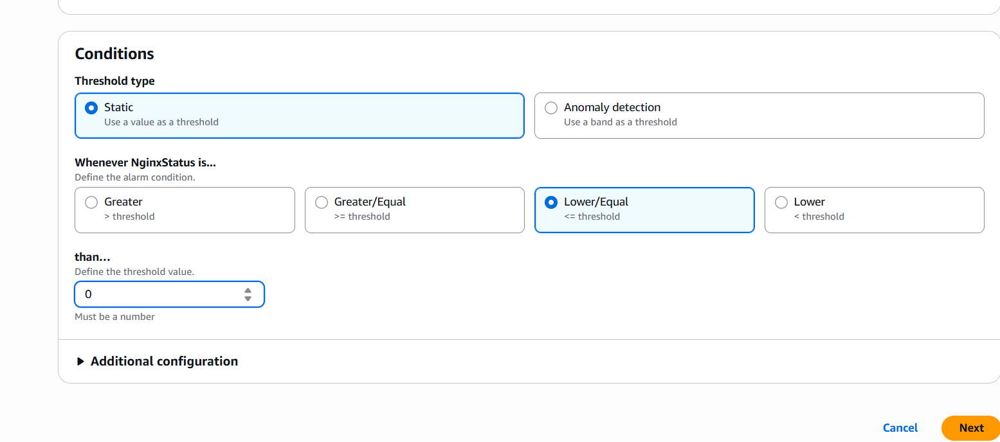 Conditions
Threshold type
Static
Use a value as a threshold
Anomaly detection
Use a band as a threshold
Whenever NginxStatus is...
Define the alarm condition.
Greater
> threshold
Greater/Equal
>= threshold
Lower/Equal
<= threshold
Lower
< threshold
than...
Define the threshold value.
0
Must be a number
Additional configuration
Cancel
Next